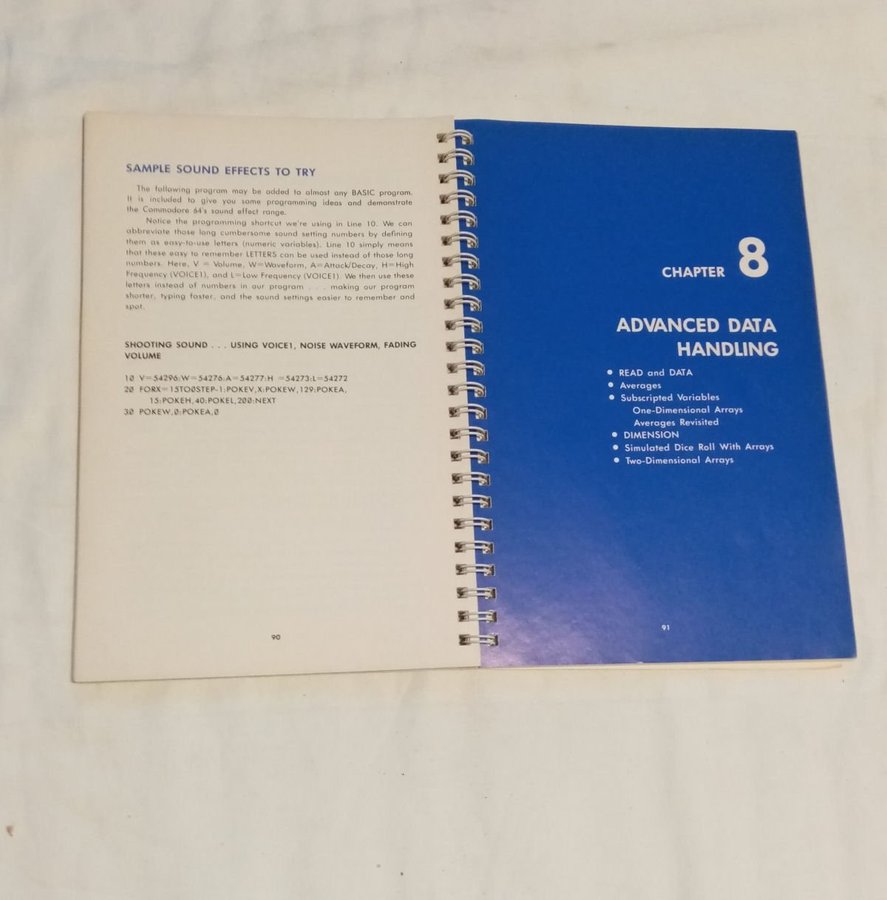 SAMPLE SOUND EFFECTS TO TRY
The following program may be added to almost any BASIC program.
It is included to give you some programming ideas and demonstrate
the Commodore 64's sound effect range.
Notice the programming shortcut we're using in Line 10. We can
abbreviate those long cumbersome sound setting numbers by defining
them as easy-to-use letters (numeric variables). Line 10 simply means
that these easy to remember LETTERS can be used instead of those long
numbers. Here, V = Volume, W=Waveform, A=Attack/Decay, H=High
Frequency (VOICE1), and L=Low Frequency (VOICE1). We then use these
letters instead of numbers in our program . . . making our program
shorter, typing faster, and the sound settings easier to remember and
spot.
SHOOTING SOUND . . . USING VOICE1, NOISE WAVEFORM, FADING
VOLUME
10 V=54296:W=54276:A=54277:H =54273:L=54272
20 FORX=15TO0STEP-1:POKEV,X:POKEW,129:POKEA,
15:POKEH,40:POKEL,200:NEXT
30 POKEW,0:POKEA,0
90
CHAPTER 8
ADVANCED DATA
HANDLING
• READ and DATA
• Averages
• Subscripted Variables
One-Dimensional Arrays
Averages Revisited
• DIMENSION
• Simulated Dice Roll With Arrays
• Two-Dimensional Arrays
91